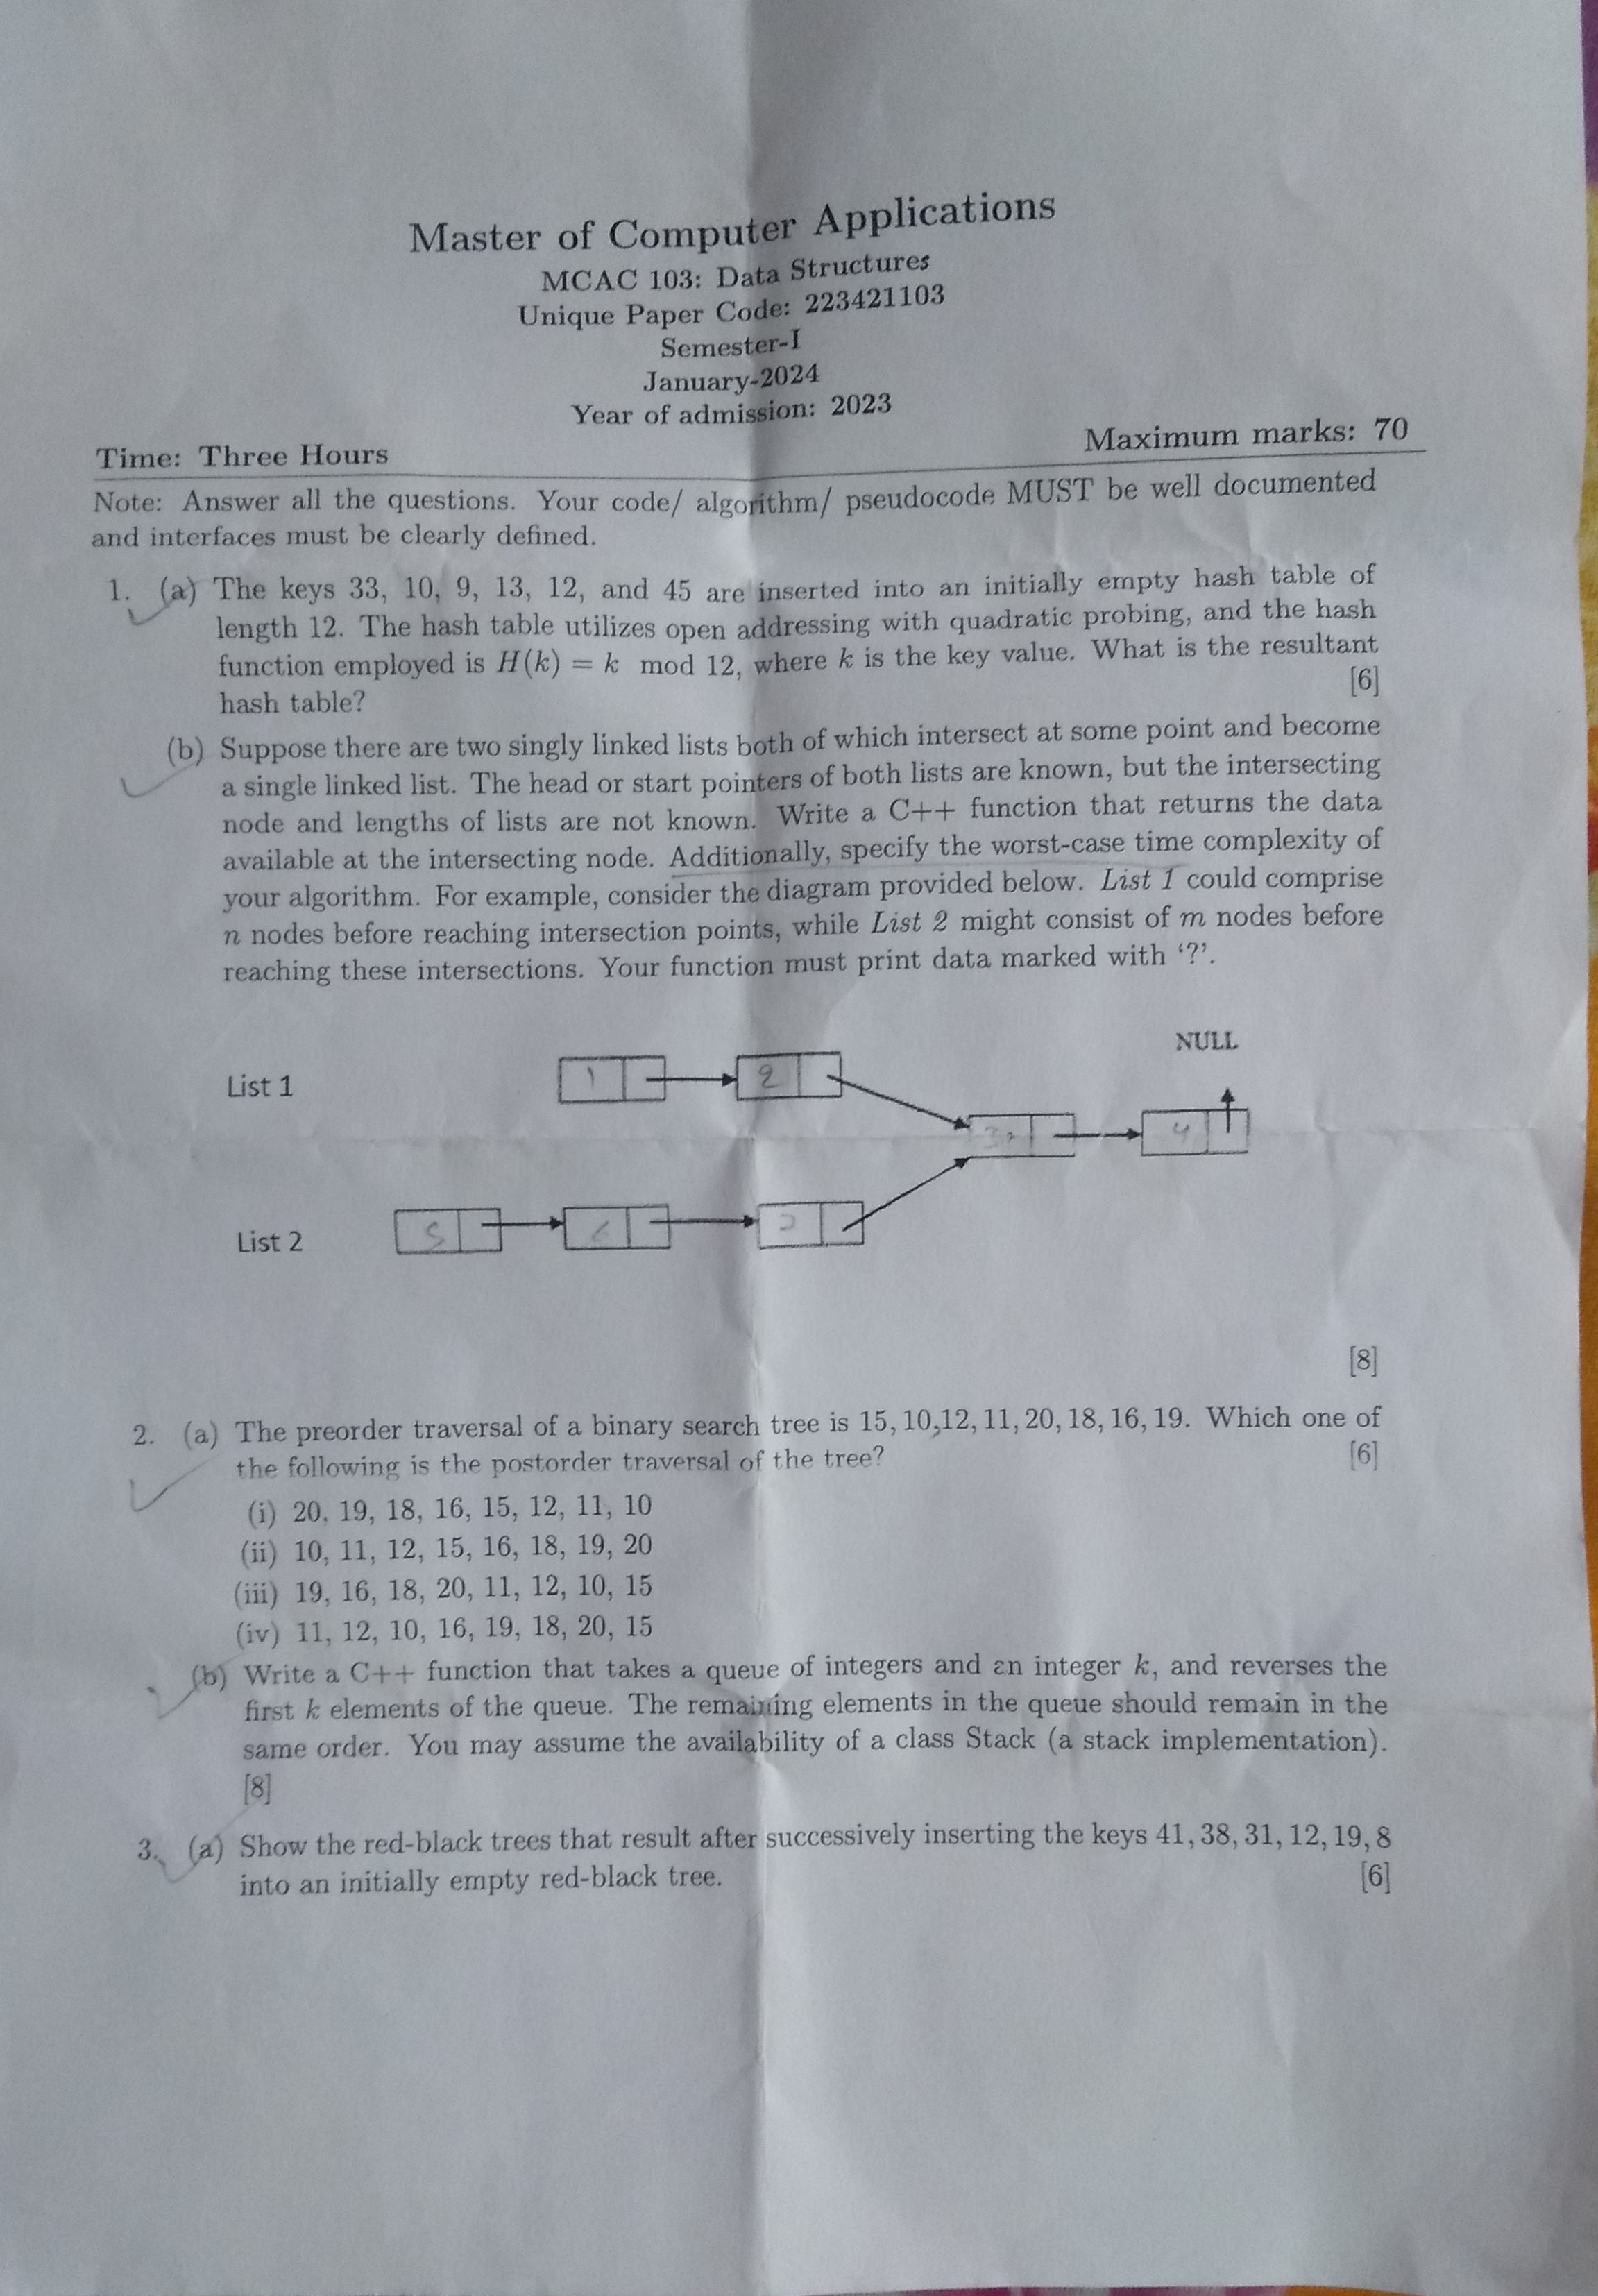 Master of Computer Applications
MCAC 103: Data Structures
Unique Paper Code: 223421103
Semester-I
January-2024
Year of admission: 2023
Time: Three Hours Maximum marks: 70
Note: Answer all the questions. Your code/ algorithm/ pseudocode MUST be well documented
and interfaces must be clearly defined.
1. (a) The keys 33, 10, 9, 13, 12, and 45 are inserted into an initially empty hash table of
length 12. The hash table utilizes open addressing with quadratic probing, and the hash
function employed is H(k) = k mod 12, where k is the key value. What is the resultant
hash table? [6]
(b) Suppose there are two singly linked lists both of which intersect at some point and become
a single linked list. The head or start pointers of both lists are known, but the intersecting
node and lengths of lists are not known. Write a C++ function that returns the data
available at the intersecting node. Additionally, specify the worst-case time complexity of
your algorithm. For example, consider the diagram provided below. List 1 could comprise
n nodes before reaching intersection points, while List 2 might consist of m nodes before
reaching these intersections. Your function must print data marked with ‘?’.
NULL
List 1 1 2
4
List 2 5 6
[8]
2. (a) The preorder traversal of a binary search tree is 15, 10,12, 11, 20, 18, 16, 19. Which one of
the following is the postorder traversal of the tree? [6]
(i) 20, 19, 18, 16, 15, 12, 11, 10
(ii) 10, 11, 12, 15, 16, 18, 19, 20
(iii) 19, 16, 18, 20, 11, 12, 10, 15
(iv) 11, 12, 10, 16, 19, 18, 20, 15
(b) Write a C++ function that takes a queue of integers and an integer k, and reverses the
first k elements of the queue. The remaining elements in the queue should remain in the
same order. You may assume the availability of a class Stack (a stack implementation).
[8]
3. (a) Show the red-black trees that result after successively inserting the keys 41, 38, 31, 12, 19, 8
into an initially empty red-black tree. [6]